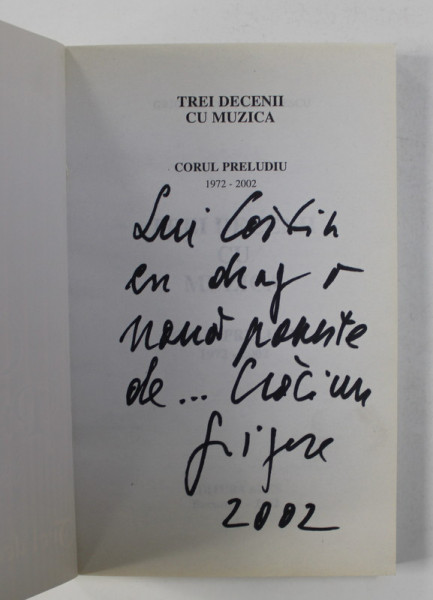 TREI DECENII
CU MUZICA
CORUL PRELUDIU
1972 - 2002
Lui Costin
cu drag o
nouă poveste
de... Crăciun
Grigore
2002